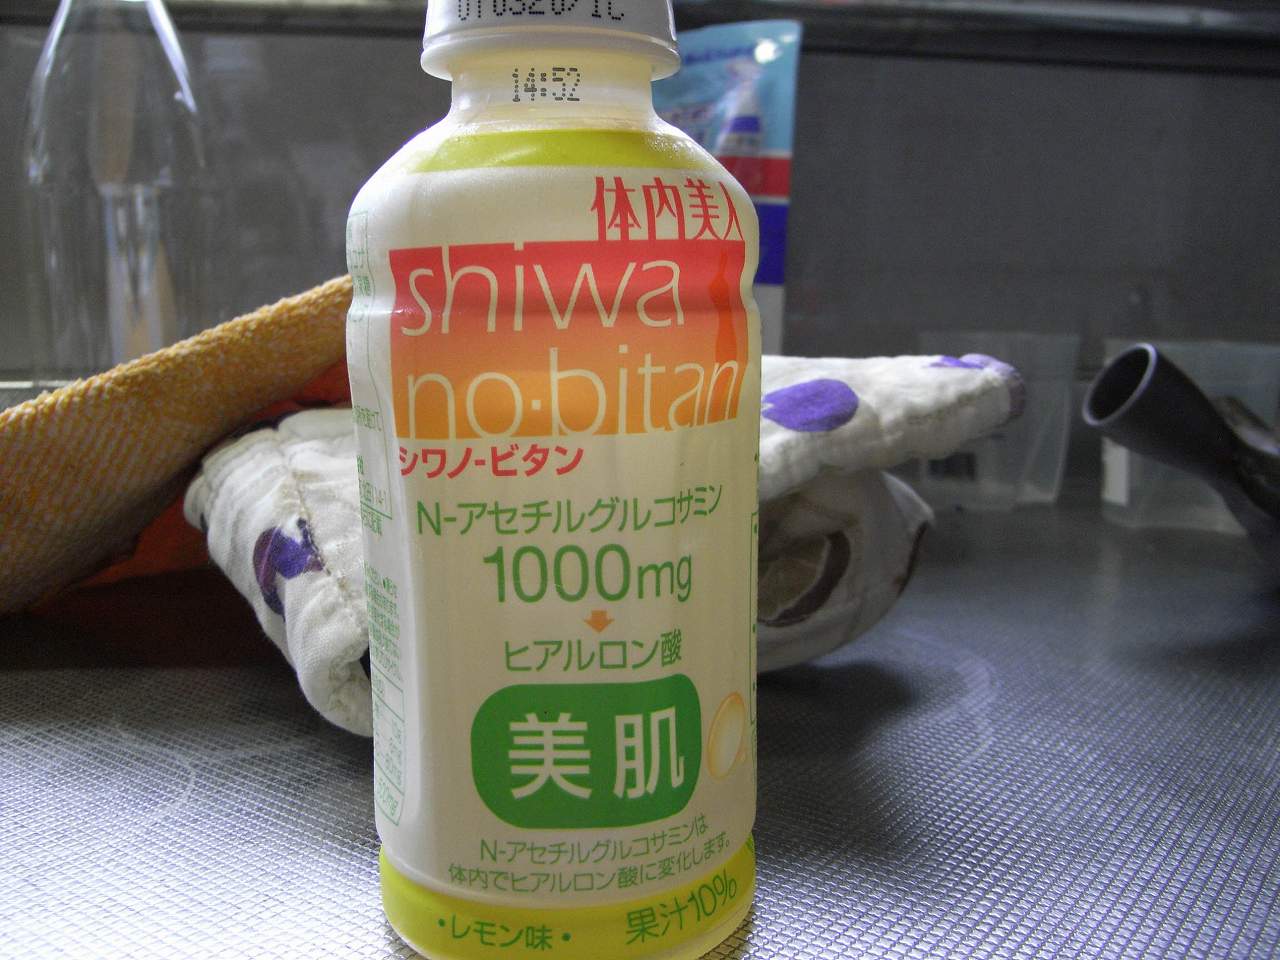 14:52
体内美人
shiwa
no·bitan
シワノ-ビタン
N-アセチルグルコサミン
1000mg
ヒアルロン酸
美肌
N-アセチルグルコサミンは
体内でヒアルロン酸に変化します。
・レモン味・ 果汁10%